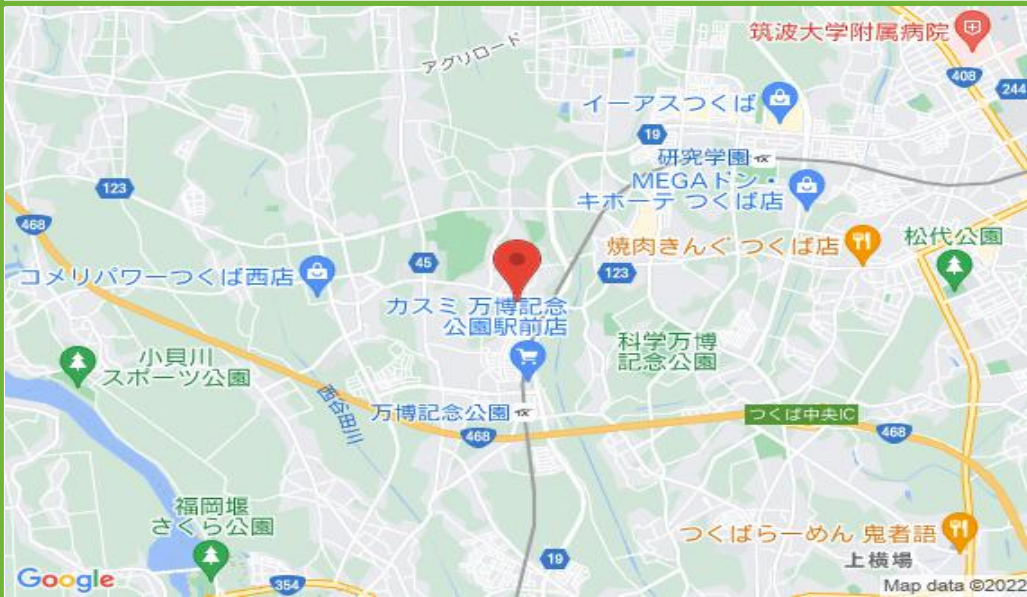 筑波大学附属病院
アグリロード
408
244
イーアスつくば
19
研究学園
MEGAドン・
キホーテ つくば店
123
468
焼肉きんぐ つくば店
松代公園
コメリパワーつくば西店
45
123
カスミ 万博記念
公園駅前店
科学万博
記念公園
小貝川
スポーツ公園
西谷田川
万博記念公園
つくば中央IC
468
468
福岡堰
さくら公園
つくばらーめん 鬼者語
上横場
19
354
Google
Map data ©2022